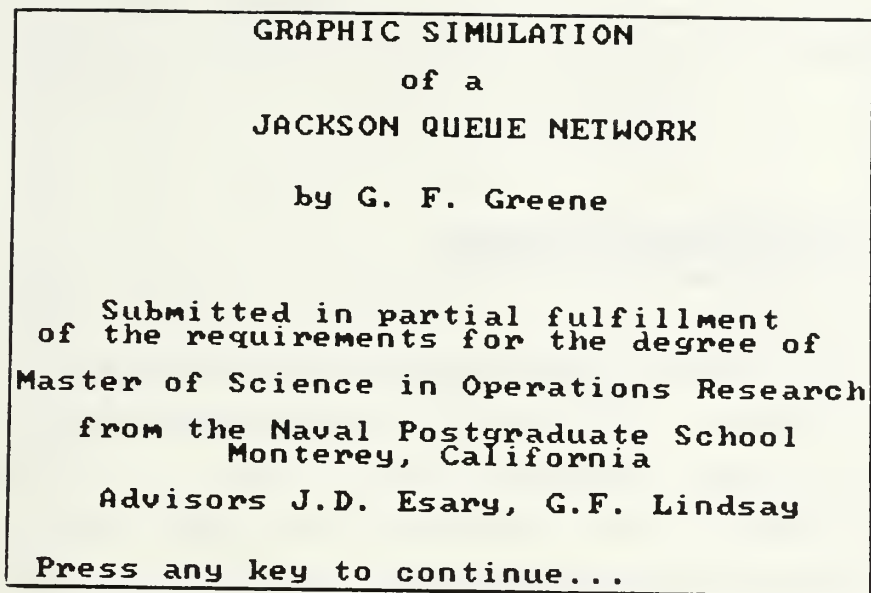 GRAPHIC SIMULATION
of a
JACKSON QUEUE NETWORK
by G. F. Greene
Submitted in partial fulfillment
of the requirements for the degree of
Master of Science in Operations Research
from the Naval Postgraduate School
Monterey, California
Advisors J.D. Esary, G.F. Lindsay
Press any key to continue...